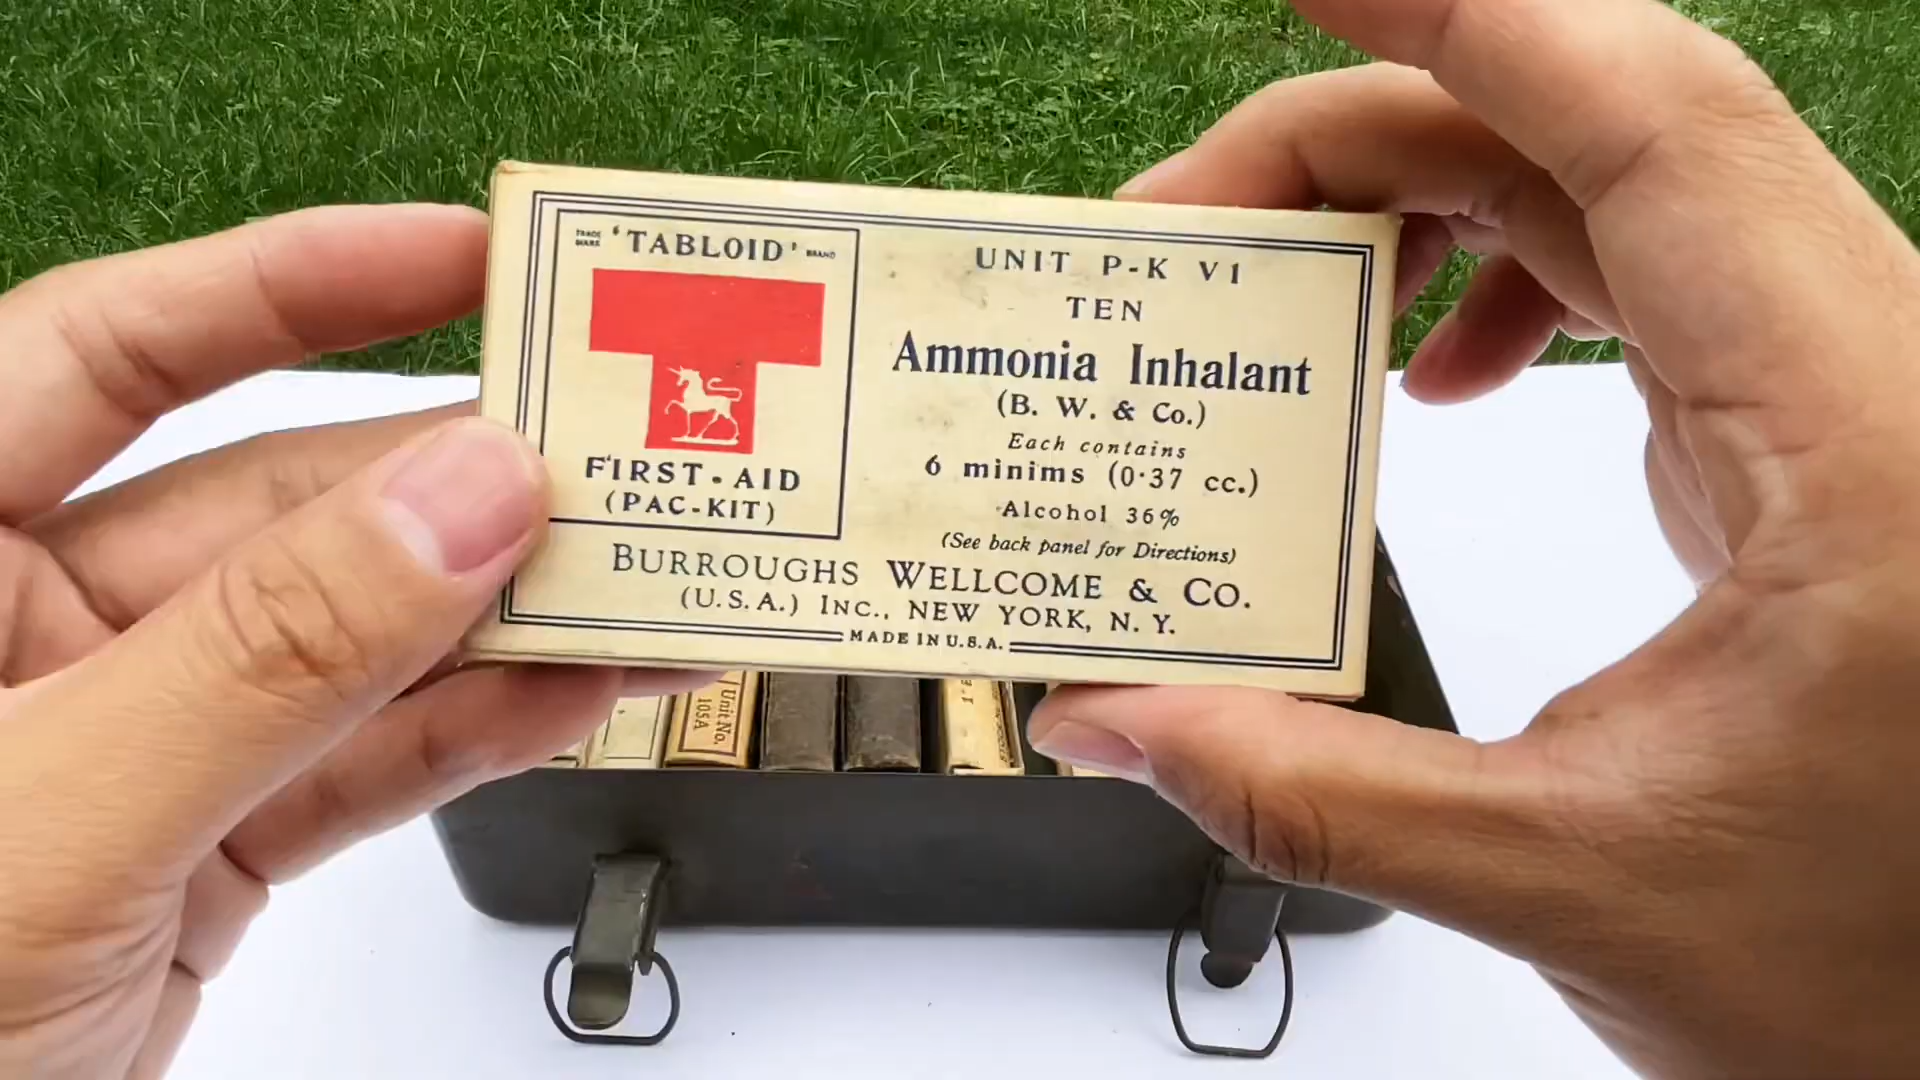 TRADE MARK 'TABLOID' BRAND
FIRST-AID
(PAC-KIT)
UNIT P-K V1
TEN
Ammonia Inhalant
(B. W. & Co.)
Each contains
6 minims (0·37 cc.)
Alcohol 36%
(See back panel for Directions)
BURROUGHS WELLCOME & CO.
(U.S.A.) INC., NEW YORK, N. Y.
MADE IN U.S.A.
Unit No.
105A